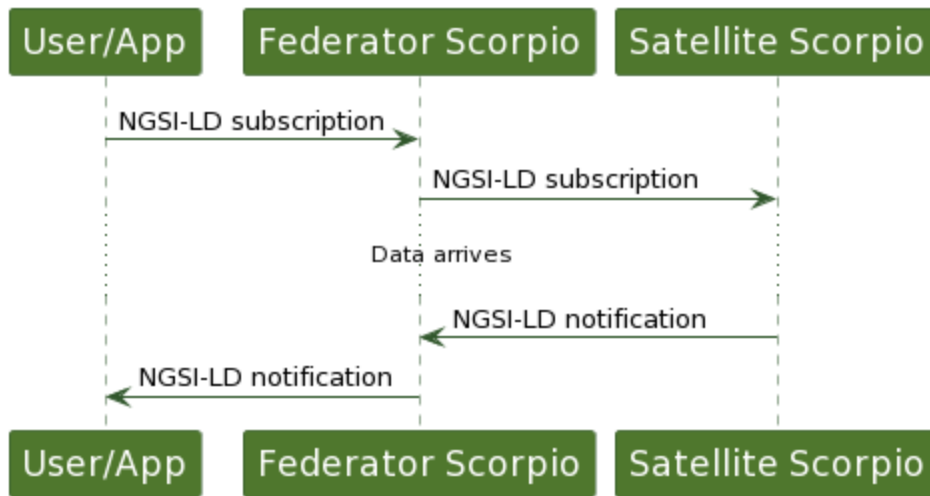 User/App Federator Scorpio Satellite Scorpio
NGSI-LD subscription
NGSI-LD subscription
Data arrives
NGSI-LD notification
NGSI-LD notification
User/App Federator Scorpio Satellite Scorpio